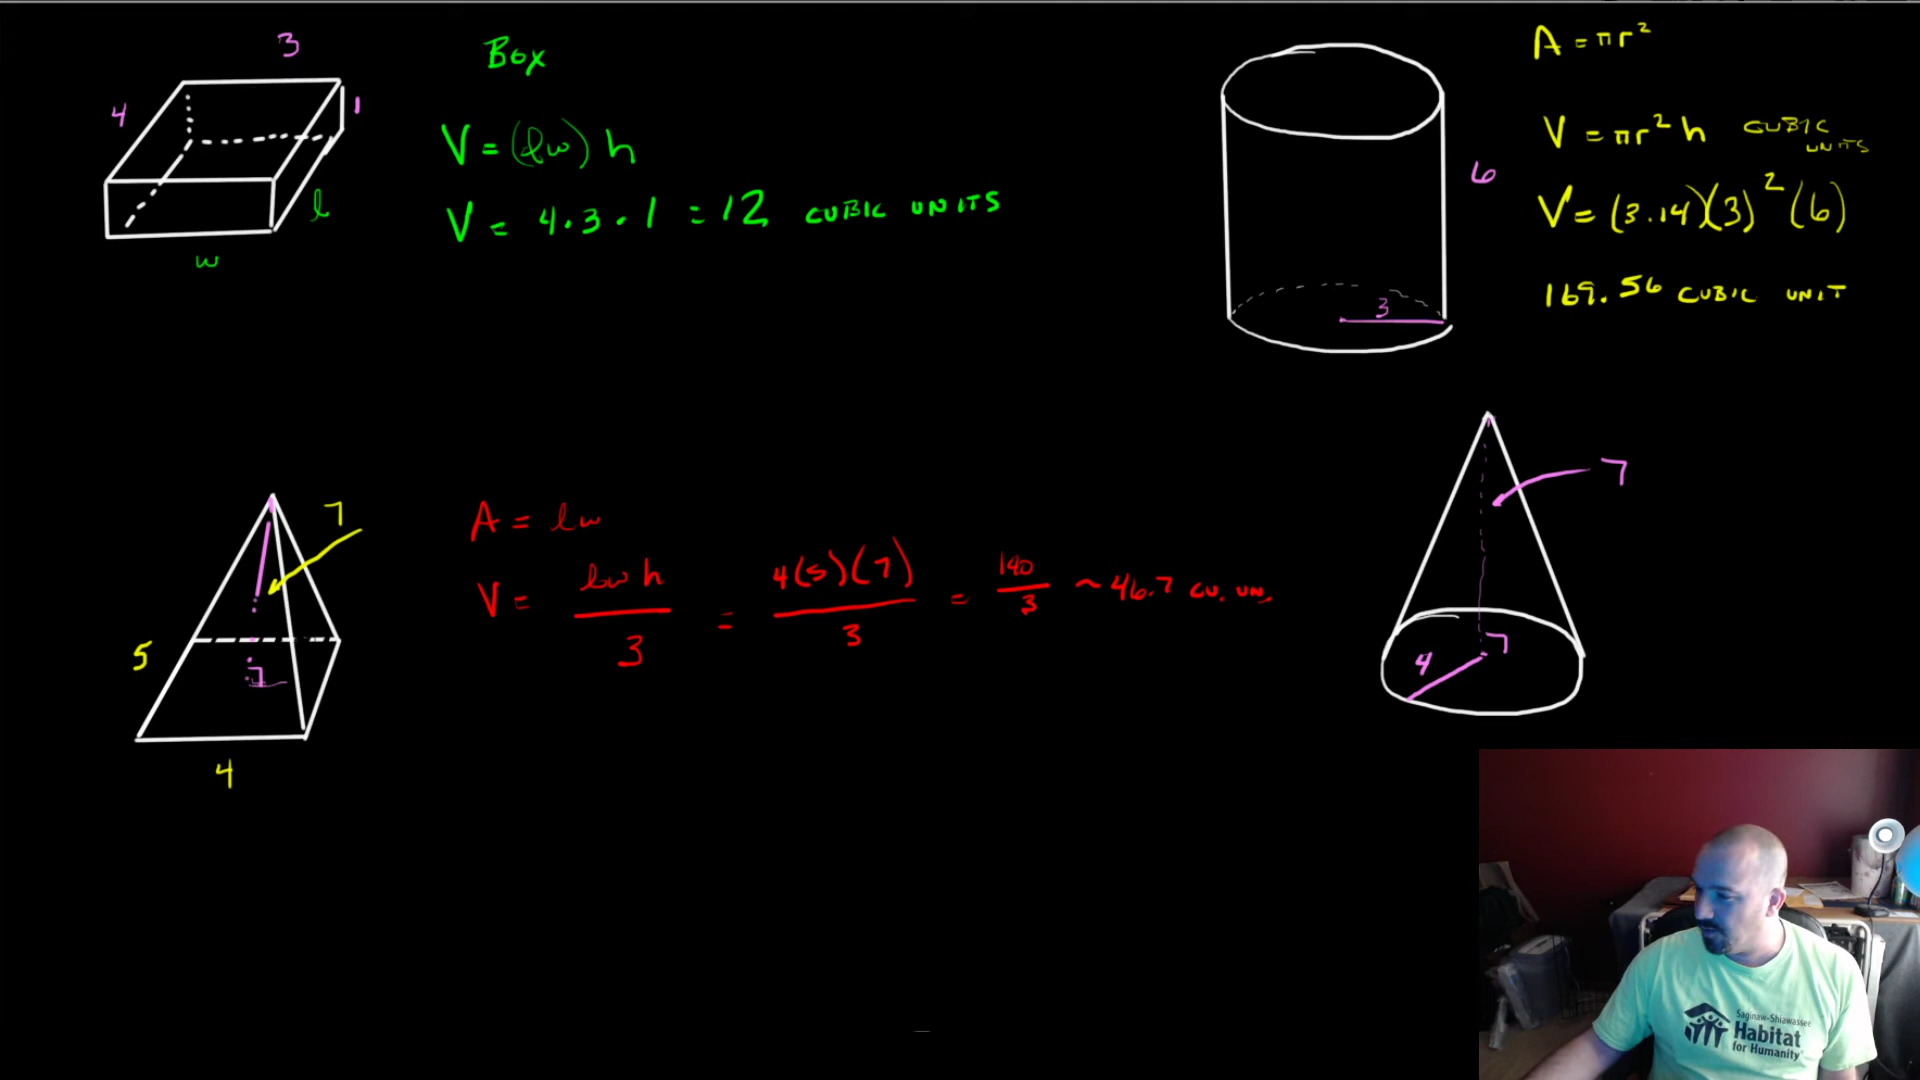 3
Box
4
1
V = (lw) h
l
V = 4·3·1 = 12 CUBIC UNITS
w
A = πr²
V = πr² h CUBIC UNITS
6
V = (3.14)(3)²(6)
3
169.56 CUBIC UNIT
7
5
4
A = lw
V = lwh/3 = 4(5)(7)/3 = 140/3 ~ 46.7 CU. UN.
7
4
Saginaw-Shiawassee
Habitat
for Humanity